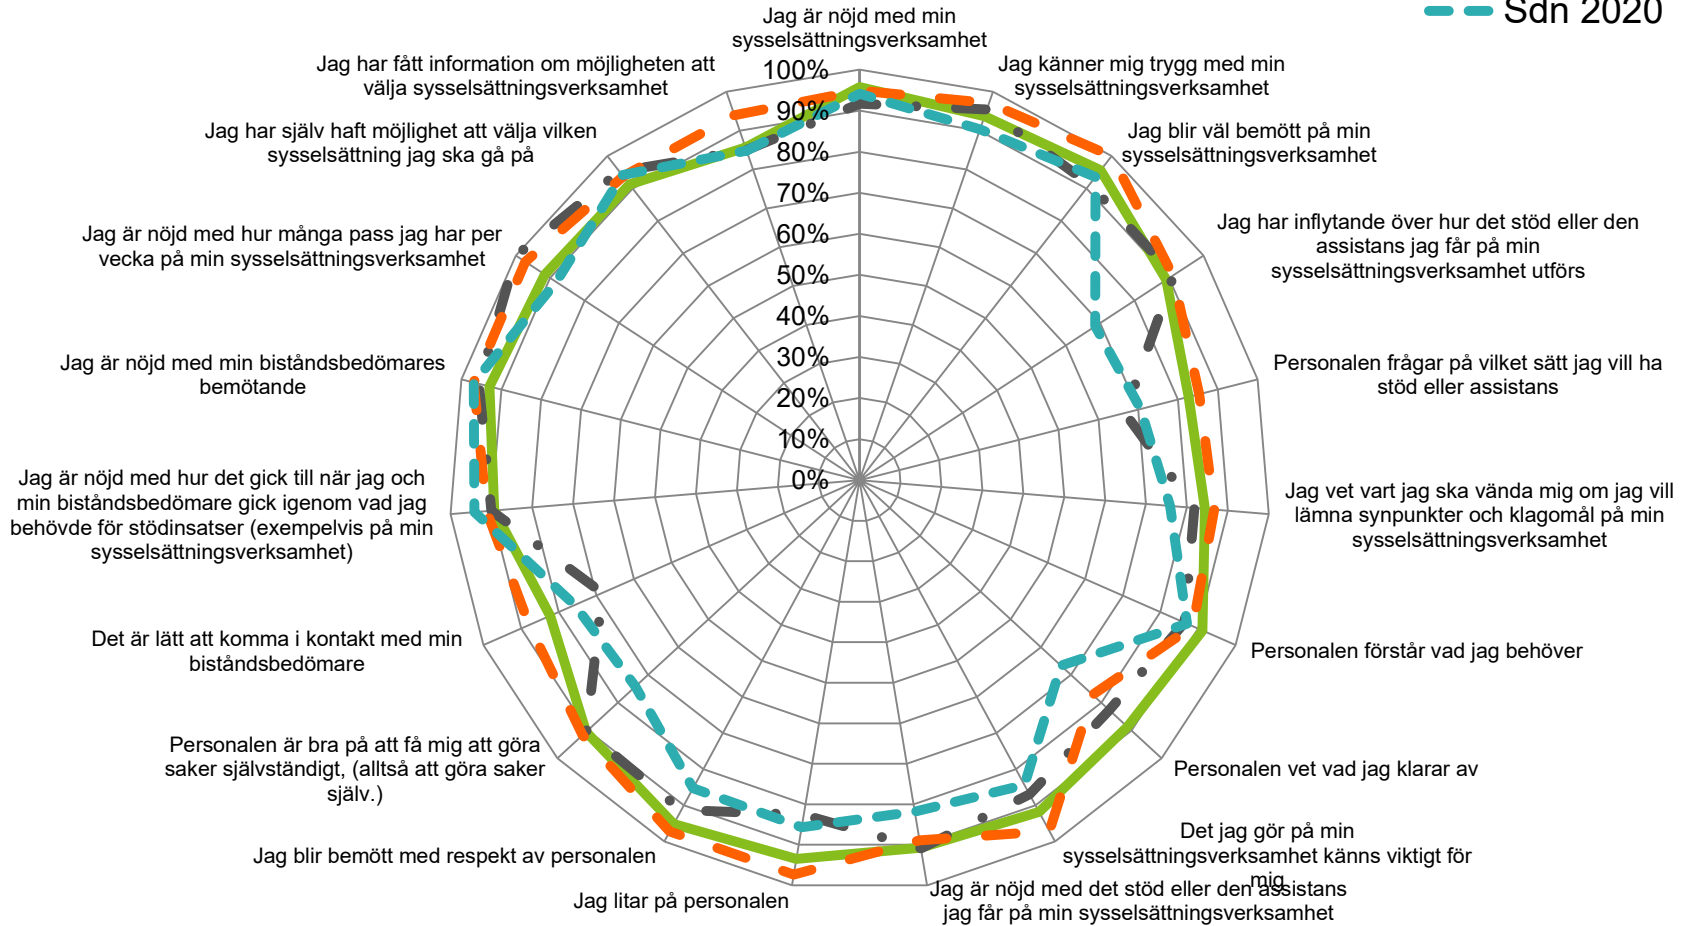 Sdn 2020
Jag är nöjd med min
sysselsättningsverksamhet
Jag känner mig trygg med min
sysselsättningsverksamhet
Jag blir väl bemött på min
sysselsättningsverksamhet
Jag har inflytande över hur det stöd eller den
assistans jag får på min
sysselsättningsverksamhet utförs
Personalen frågar på vilket sätt jag vill ha
stöd eller assistans
Jag vet vart jag ska vända mig om jag vill
lämna synpunkter och klagomål på min
sysselsättningsverksamhet
Personalen förstår vad jag behöver
Personalen vet vad jag klarar av
Det jag gör på min
sysselsättningsverksamhet känns viktigt för
mig
Jag är nöjd med det stöd eller den assistans
jag får på min sysselsättningsverksamhet
Jag litar på personalen
Jag blir bemött med respekt av personalen
Personalen är bra på att få mig att göra
saker självständigt, (alltså att göra saker
själv.)
Det är lätt att komma i kontakt med min
biståndsbedömare
Jag är nöjd med hur det gick till när jag och
min biståndsbedömare gick igenom vad jag
behövde för stödinsatser (exempelvis på min
sysselsättningsverksamhet)
Jag är nöjd med min biståndsbedömares
bemötande
Jag är nöjd med hur många pass jag har per
vecka på min sysselsättningsverksamhet
Jag har själv haft möjlighet att välja vilken
sysselsättning jag ska gå på
Jag har fått information om möjligheten att
välja sysselsättningsverksamhet
100%
90%
80%
70%
60%
50%
40%
30%
20%
10%
0%